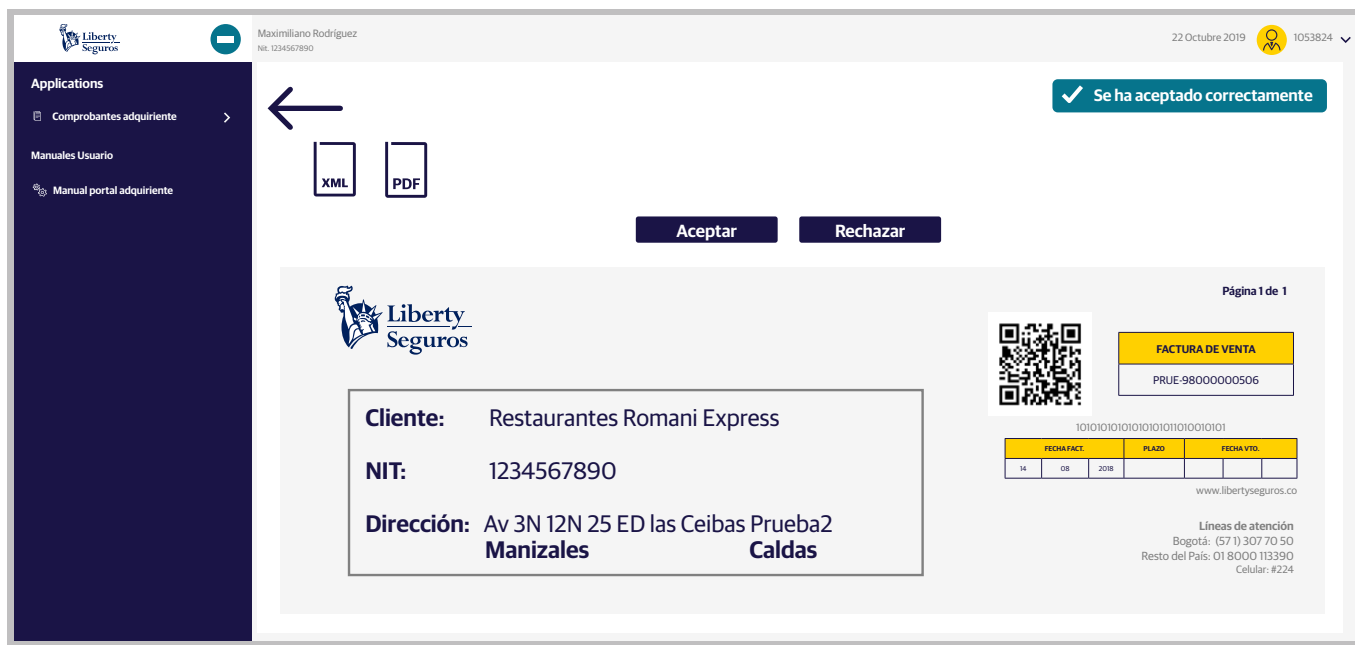 Liberty
Seguros
Maximiliano Rodríguez
Nit. 1234567890
22 Octubre 2019
1053824
Applications
Comprobantes adquiriente
Manuales Usuario
Manual portal adquiriente
Se ha aceptado correctamente
XML
PDF
Aceptar
Rechazar
Liberty
Seguros
Página 1 de 1
FACTURA DE VENTA
PRUE-98000000506
Cliente: Restaurantes Romani Express
NIT: 1234567890
Dirección: Av 3N 12N 25 ED las Ceibas Prueba2
Manizales Caldas
FECHA FACT. PLAZO FECHA VTO.
14 08 2018
www.libertyseguros.co
Líneas de atención
Bogotá: (57 1) 307 70 50
Resto del País: 01 8000 113390
Celular: #224